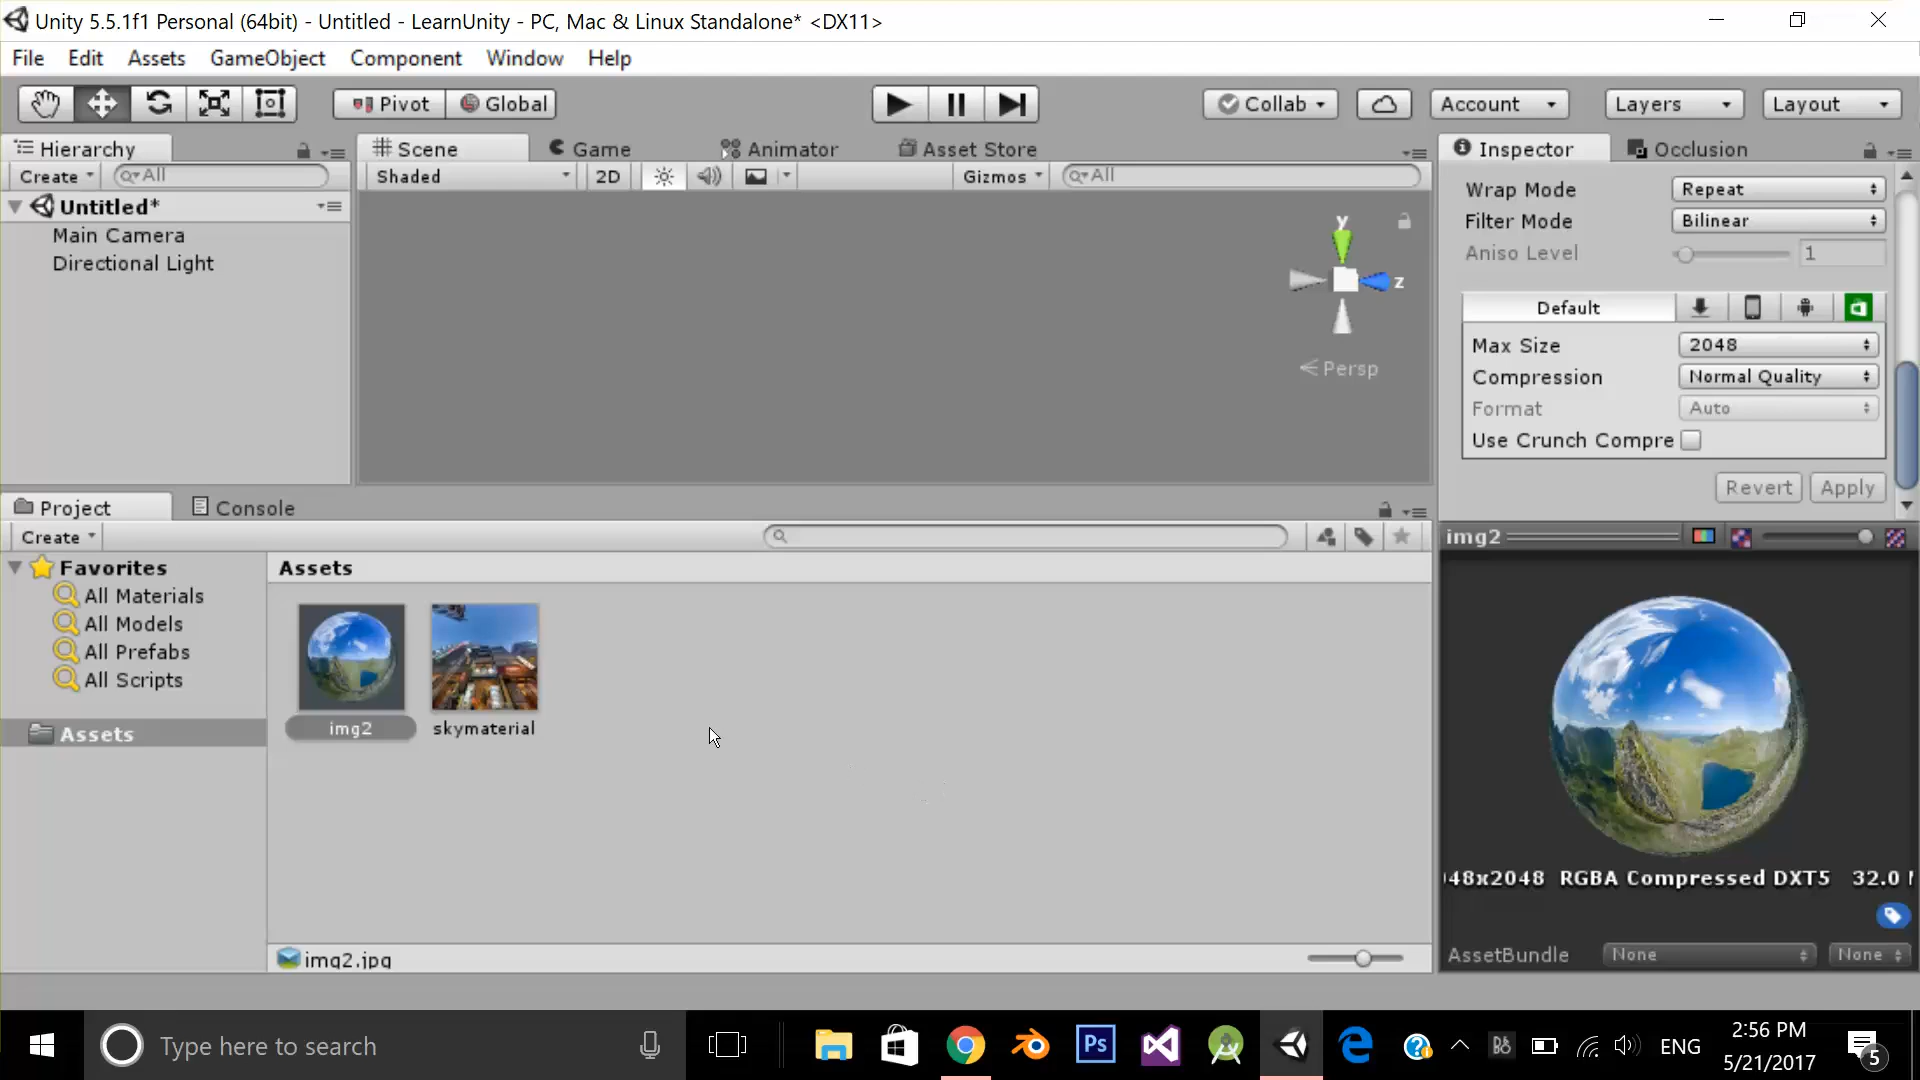 Unity 5.5.1f1 Personal (64bit) - Untitled - LearnUnity - PC, Mac & Linux Standalone* <DX11>
File Edit Assets GameObject Component Window Help
Pivot Global Collab Account Layers Layout
Hierarchy
Create All
Untitled*
Main Camera
Directional Light
Scene Game Animator Asset Store
Shaded 2D Gizmos All
y
z
Persp
Inspector Occlusion
Wrap Mode Repeat
Filter Mode Bilinear
Aniso Level 1
Default
Max Size 2048
Compression Normal Quality
Format Auto
Use Crunch Compre
Revert Apply
Project Console
Create
Favorites
All Materials
All Models
All Prefabs
All Scripts
Assets
Assets
img2 skymaterial
img2.jpg
img2
48x2048 RGBA Compressed DXT5 32.0
AssetBundle None None
Type here to search
Ps
ENG
2:56 PM
5/21/2017
5